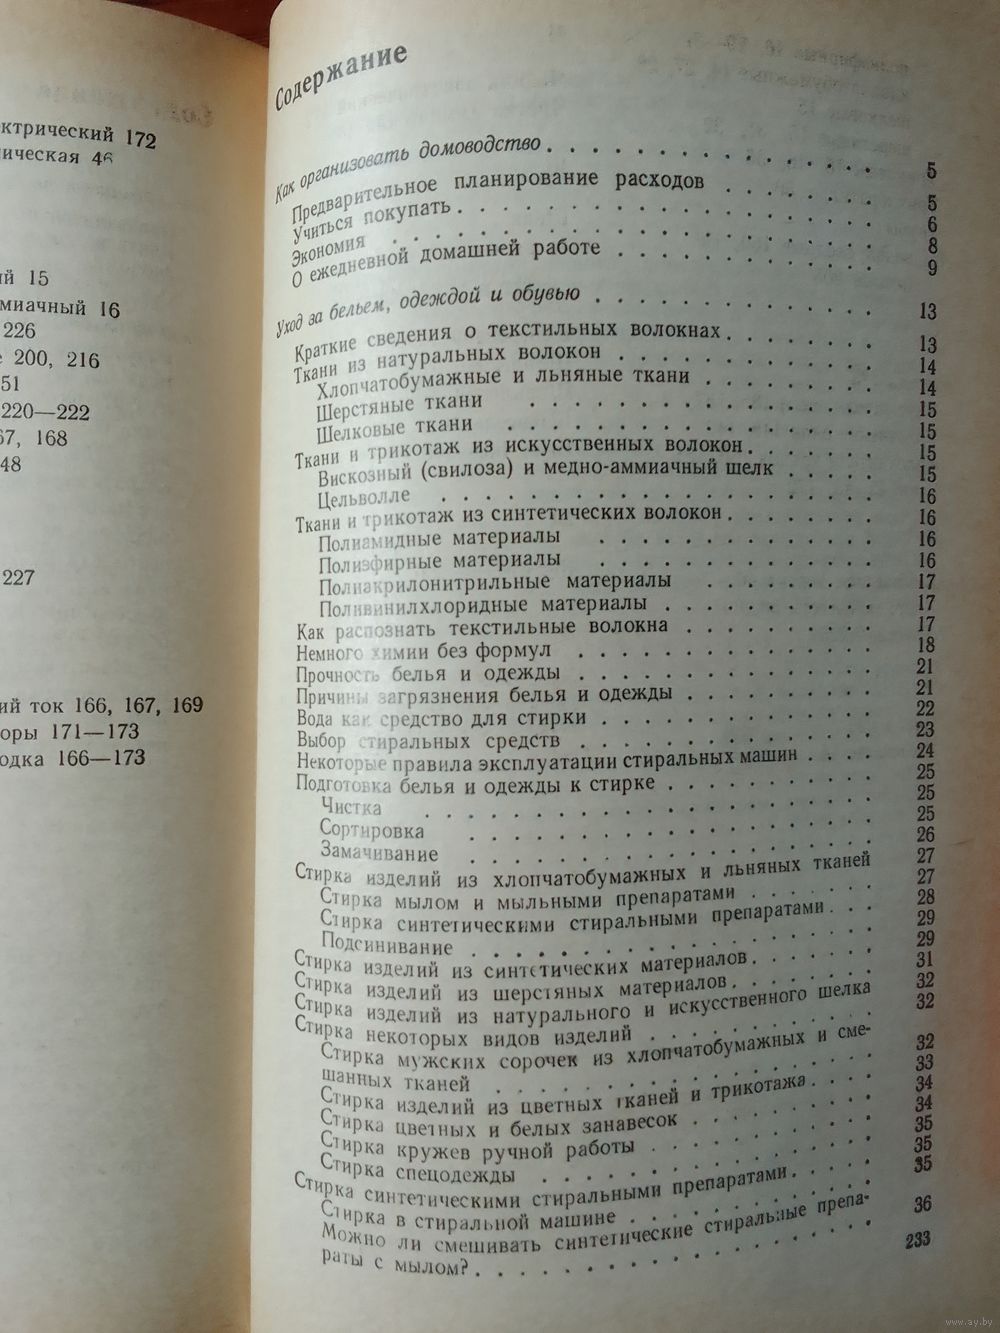 ктрический 172
ическая 46
ий 15
миачный 16
226
е 200, 216
51
220—222
67, 168
48
227
ий ток 166, 167, 169
оры 171—173
одка 166—173
Содержание
Как организовать домоводство . . . . . . . . . . . . . 5
Предварительное планирование расходов . . . . . . 5
Учиться покупать . . . . . . . . . . . . . . . . 6
Экономия . . . . . . . . . . . . . . . . . . . 8
О ежедневной домашней работе . . . . . . . . . . 9
Уход за бельем, одеждой и обувью . . . . . . . . . . . 13
Краткие сведения о текстильных волокнах . . . . . . 13
Ткани из натуральных волокон . . . . . . . . . . 14
Хлопчатобумажные и льняные ткани . . . . . . . 14
Шерстяные ткани . . . . . . . . . . . . . . 15
Шелковые ткани . . . . . . . . . . . . . . . 15
Ткани и трикотаж из искусственных волокон . . . . . . 15
Вискозный (свилоза) и медно-аммиачный шелк . . . . 15
Цельволле . . . . . . . . . . . . . . . . . 16
Ткани и трикотаж из синтетических волокон . . . . . . 16
Полиамидные материалы . . . . . . . . . . . 16
Полиэфирные материалы . . . . . . . . . . . 16
Полиакрилонитрильные материалы . . . . . . . 17
Поливинилхлоридные материалы . . . . . . . . . 17
Как распознать текстильные волокна . . . . . . . . 17
Немного химии без формул . . . . . . . . . . . . 18
Прочность белья и одежды . . . . . . . . . . . . 21
Причины загрязнения белья и одежды . . . . . . . . 21
Вода как средство для стирки . . . . . . . . . . . 22
Выбор стиральных средств . . . . . . . . . . . . 23
Некоторые правила эксплуатации стиральных машин . . . . 24
Подготовка белья и одежды к стирке . . . . . . . . . 25
Чистка . . . . . . . . . . . . . . . . . . 25
Сортировка . . . . . . . . . . . . . . . . 25
Замачивание . . . . . . . . . . . . . . . . 26
Стирка изделий из хлопчатобумажных и льняных тканей 27
Стирка мылом и мыльными препаратами . . . . . . 27
Стирка синтетическими стиральными препаратами . . . 28
Подсинивание . . . . . . . . . . . . . . . . 29
Стирка изделий из синтетических материалов . . . . . . 29
Стирка изделий из шерстяных материалов . . . . . . . 31
Стирка изделий из натурального и искусственного шелка 32
Стирка некоторых видов изделий . . . . . . . . . . 32
Стирка мужских сорочек из хлопчатобумажных и сме-
шанных тканей . . . . . . . . . . . . . . . 32
Стирка изделий из цветных тканей и трикотажа . . . . 33
Стирка цветных и белых занавесок . . . . . . . . 34
Стирка кружев ручной работы . . . . . . . . . . 34
Стирка спецодежды . . . . . . . . . . . . . . 35
Стирка синтетическими стиральными препаратами . . . . . 35
Стирка в стиральной машине . . . . . . . . . . 35
Можно ли смешивать синтетические стиральные препа-
раты с мылом? . . . . . . . . . . . . . . . 36
233
www.ay.by